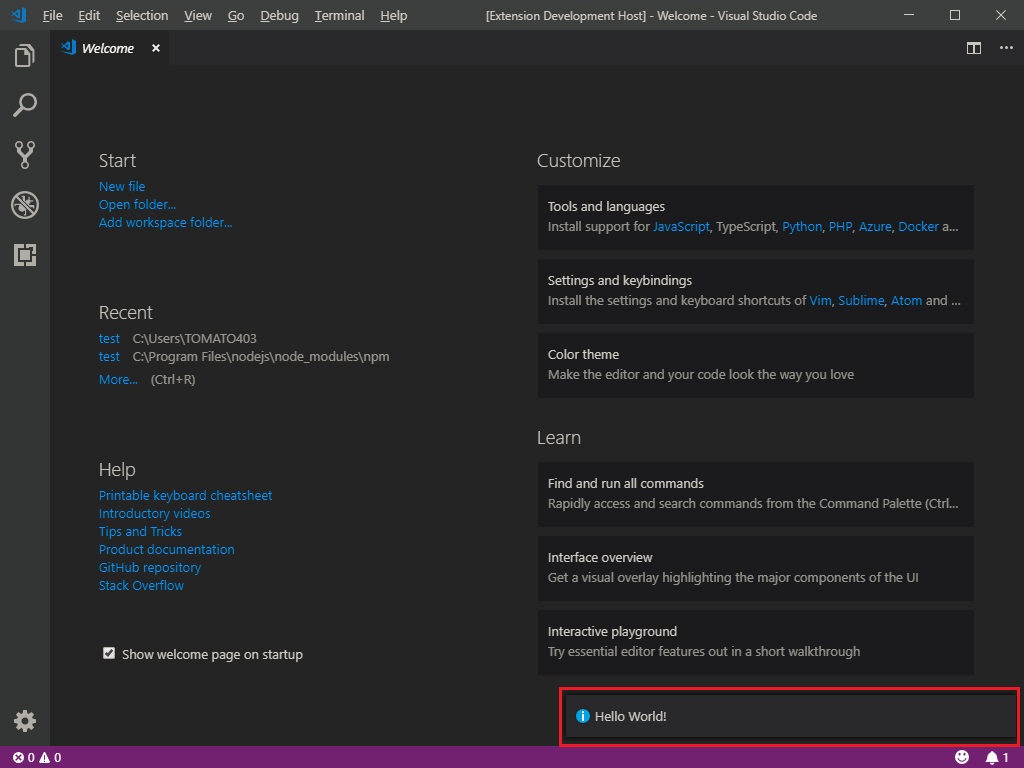 File Edit Selection View Go Debug Terminal Help [Extension Development Host] - Welcome - Visual Studio Code
Welcome
Start
New file
Open folder...
Add workspace folder...
Recent
test C:\Users\TOMATO403
test C:\Program Files\nodejs\node_modules\npm
More... (Ctrl+R)
Help
Printable keyboard cheatsheet
Introductory videos
Tips and Tricks
Product documentation
GitHub repository
Stack Overflow
Show welcome page on startup
Customize
Tools and languages
Install support for JavaScript, TypeScript, Python, PHP, Azure, Docker a...
Settings and keybindings
Install the settings and keyboard shortcuts of Vim, Sublime, Atom and ...
Color theme
Make the editor and your code look the way you love
Learn
Find and run all commands
Rapidly access and search commands from the Command Palette (Ctrl...
Interface overview
Get a visual overlay highlighting the major components of the UI
Interactive playground
Try essential editor features out in a short walkthrough
Hello World!
0 0 1